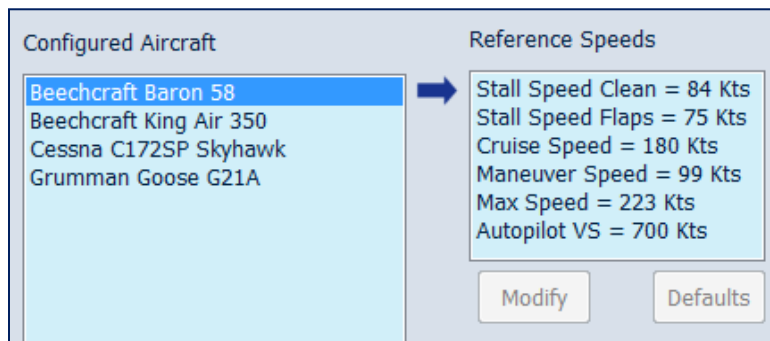 Configured Aircraft
Beechcraft Baron 58
Beechcraft King Air 350
Cessna C172SP Skyhawk
Grumman Goose G21A
Reference Speeds
Stall Speed Clean = 84 Kts
Stall Speed Flaps = 75 Kts
Cruise Speed = 180 Kts
Maneuver Speed = 99 Kts
Max Speed = 223 Kts
Autopilot VS = 700 Kts
Modify
Defaults